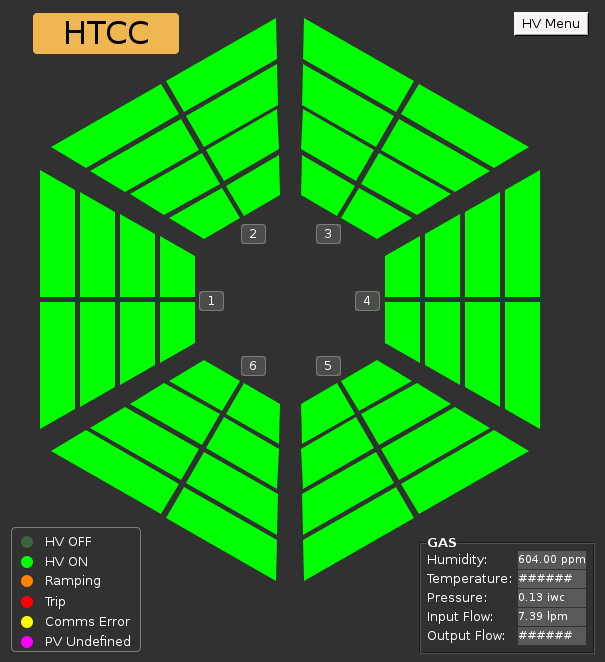 HTCC
HV Menu
2
3
1
4
6
5
HV OFF
HV ON
Ramping
Trip
Comms Error
PV Undefined
GAS
Humidity: 604.00 ppm
Temperature: ######
Pressure: 0.13 iwc
Input Flow: 7.39 lpm
Output Flow: ######